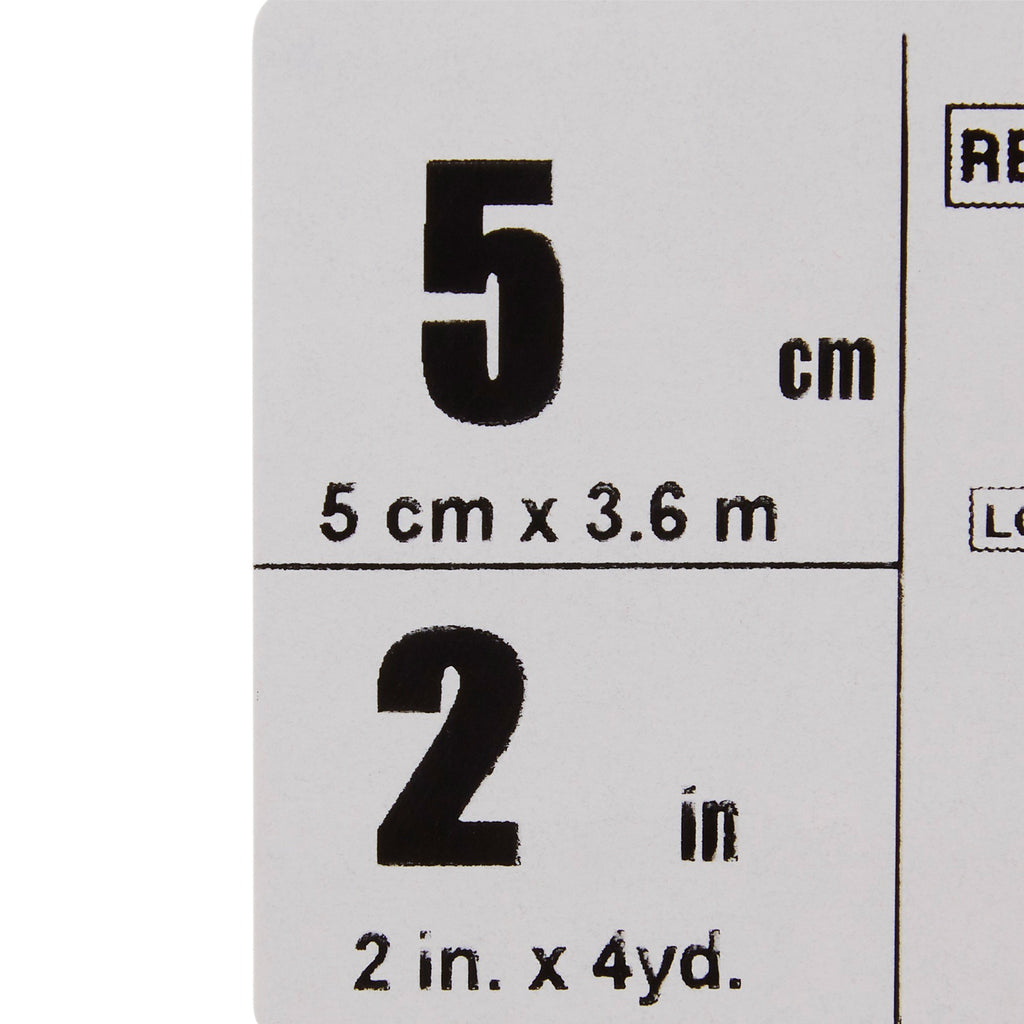 5 cm
5 cm x 3.6 m
2 in
2 in. x 4yd.